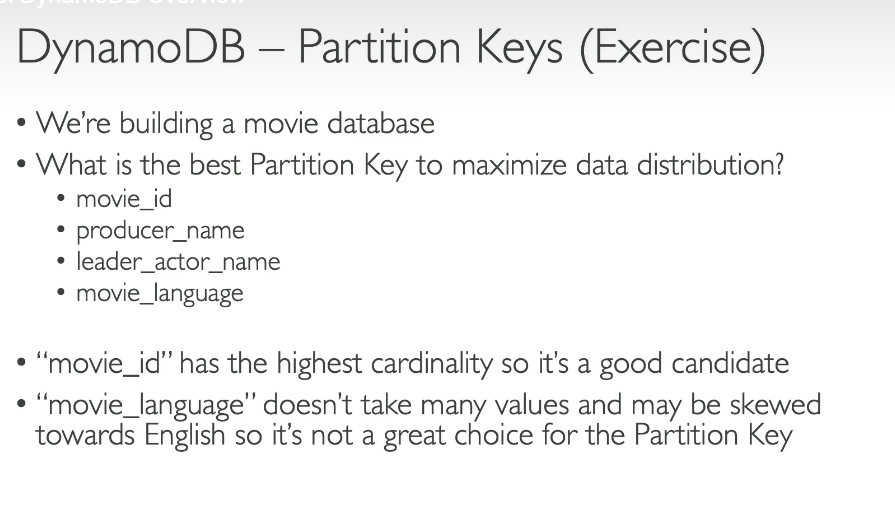 DynamoDB Overview
DynamoDB – Partition Keys (Exercise)
• We're building a movie database
• What is the best Partition Key to maximize data distribution?
• movie_id
• producer_name
• leader_actor_name
• movie_language
• “movie_id” has the highest cardinality so it's a good candidate
• “movie_language” doesn't take many values and may be skewed
towards English so it's not a great choice for the Partition Key